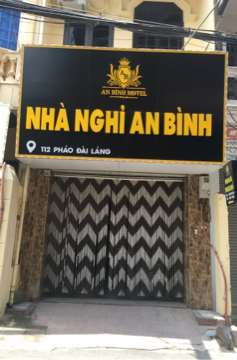 AN BÌNH MOTEL
NHÀ NGHỈ AN BÌNH
112 PHÁO ĐÀI LÁNG